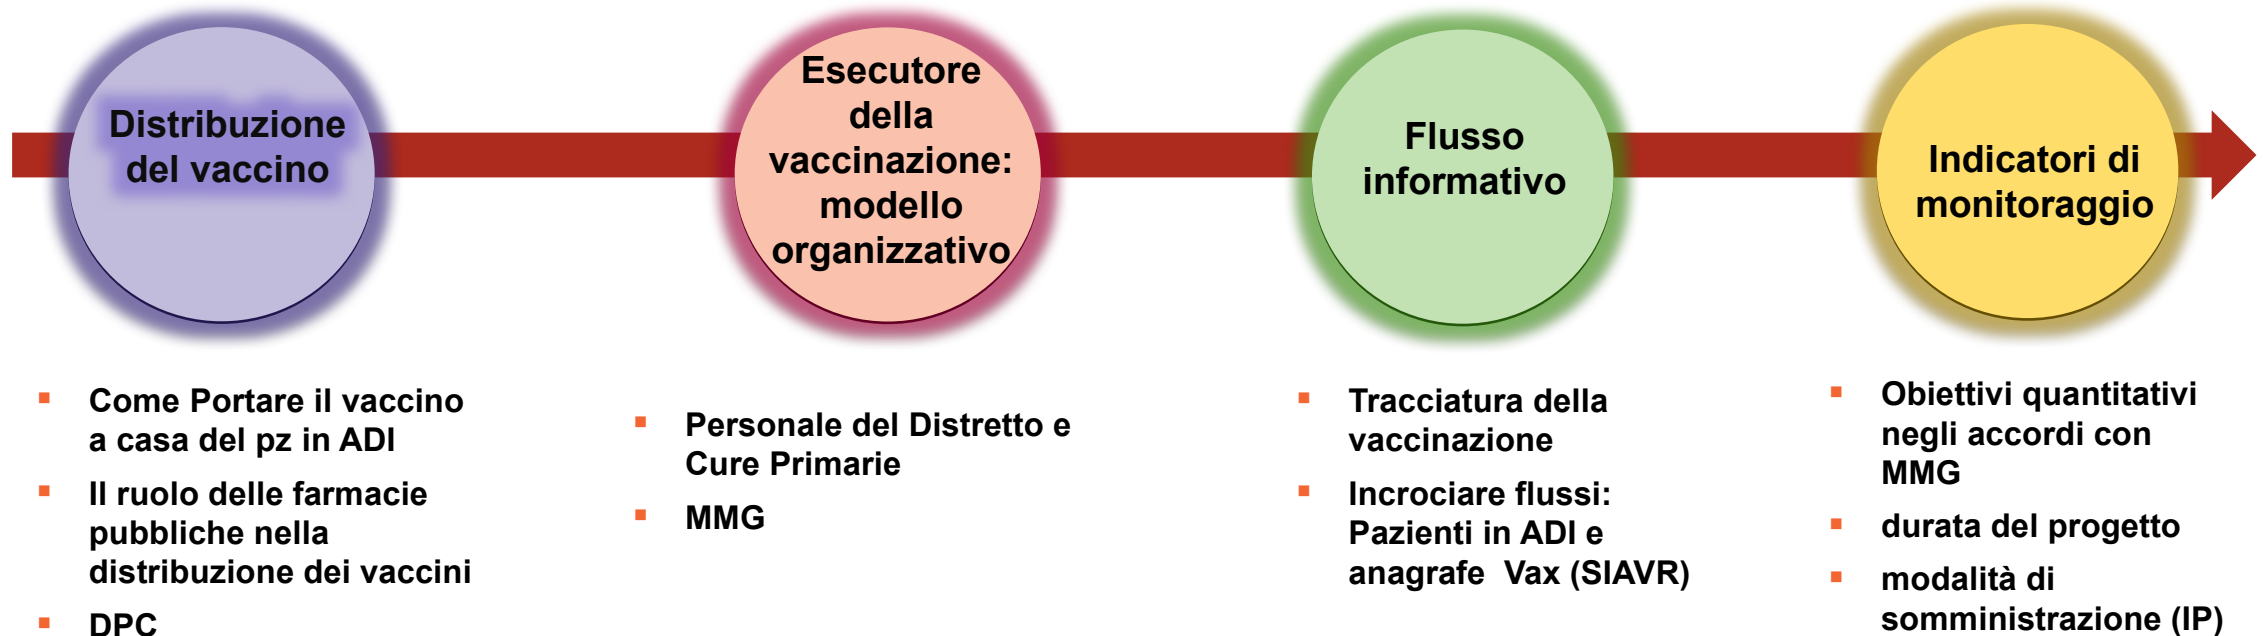 Distribuzione
del vaccino
Esecutore
della
vaccinazione:
modello
organizzativo
Flusso
informativo
Indicatori di
monitoraggio
▪ Come Portare il vaccino
a casa del pz in ADI
▪ Il ruolo delle farmacie
pubbliche nella
distribuzione dei vaccini
▪ DPC
▪ Personale del Distretto e
Cure Primarie
▪ MMG
▪ Tracciatura della
vaccinazione
▪ Incrociare flussi:
Pazienti in ADI e
anagrafe Vax (SIAVR)
▪ Obiettivi quantitativi
negli accordi con
MMG
▪ durata del progetto
▪ modalità di
somministrazione (IP)